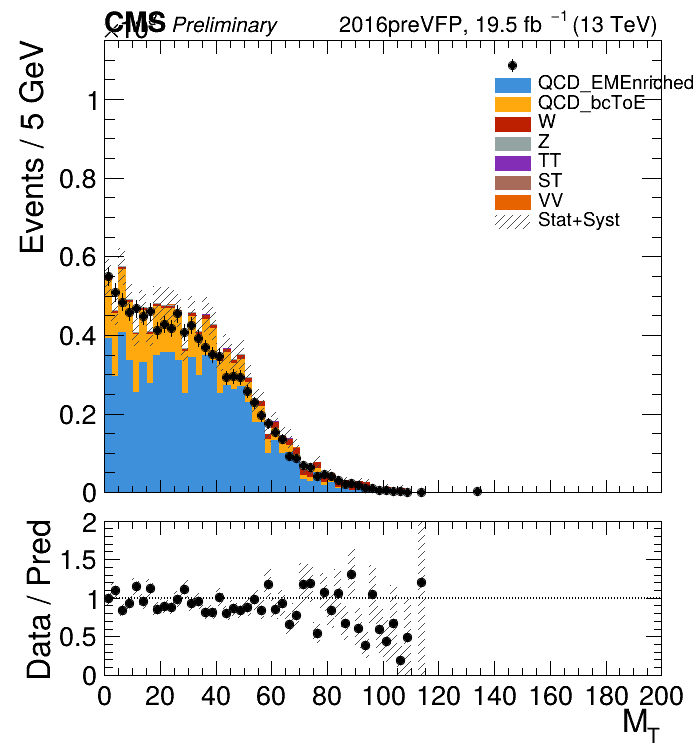 CMS Preliminary 2016preVFP, 19.5 fb⁻¹ (13 TeV)
Events / 5 GeV
1
0.8
0.6
0.4
0.2
0
QCD_EMEnriched
QCD_bcToE
W
Z
TT
ST
VV
Stat+Syst
Data / Pred
2
1.5
1
0.5
0
0 20 40 60 80 100 120 140 160 180 200
M_T